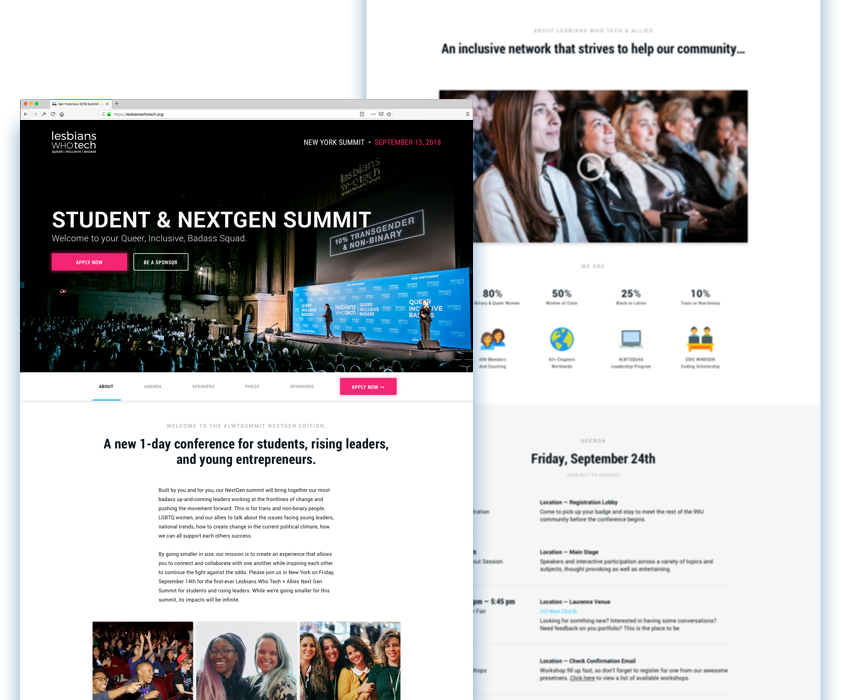 San Francisco 2018 Summit
https://lesbianswhotech.org
lesbians
WHOtech
QUEER | INCLUSIVE | BADASS
NEW YORK SUMMIT • SEPTEMBER 13, 2018
lesbians
who tech
STUDENT & NEXTGEN SUMMIT
Welcome to your Queer, Inclusive, Badass Squad.
10% TRANSGENDER
& NON-BINARY
APPLY NOW
BE A SPONSOR
lesbians
whotech
QUEER
INCLUSIVE
BADASS
QUEER
INCLUSIVE
BADASS
ABOUT
AGENDA
SPEAKERS
PRESS
SPONSORS
APPLY NOW
WELCOME TO THE #LWTSUMMIT NEXTGEN EDITION.
A new 1-day conference for students, rising leaders,
and young entrepreneurs.
Built by you and for you, our NextGen summit will bring together our most
badass up-and-coming leaders working at the frontlines of change and
pushing the movement forward. This is for trans and non-binary people,
LGBTQ women, and our allies to talk about the issues facing young leaders,
national trends, how to create change in the current political climate, how
we can all support each others success.
By going smaller in size, our mission is to create an experience that allows
you to connect and collaborate with one another while inspiring each other
to continue the fight against the odds. Please join us in New York on Friday,
September 14th for the first-ever Lesbians Who Tech + Allies Next Gen
Summit for students and rising leaders. While we're going smaller for this
summit, its impacts will be infinite.
ABOUT LESBIANS WHO TECH & ALLIES
An inclusive network that strives to help our community...
WE ARE
80%
50%
25%
10%
Binary & Queer Women
Women of Color
Black or Latinx
Trans or Non-binary
40K Members
And Counting
42+ Chapters
Worldwide
#LWTSQUAD
Leadership Program
EDIE WINDSOR
Coding Scholarship
AGENDA
Friday, September 24th
(SUBJECT TO CHANGE)
Location — Registration Lobby
Come to pick up your badge and stay to meet the rest of the 99U
community before the conference begins.
Location — Main Stage
out Session
Speakers and interactive participation across a variety of topics and
subjects, thought provoking as well as entertaining.
pm — 5:45 pm
Location — Laurence Venue
r Fair
212 West 23rd St
Looking for somthing new? Interested in having some conversations?
Need feedback on you portfolio? This is the place to be.
Location — Check Confirmation Email
hops
Workshop fill up fast, so don't forget to register for one from our awesome
presetners. Click here to view a list of available workshops.